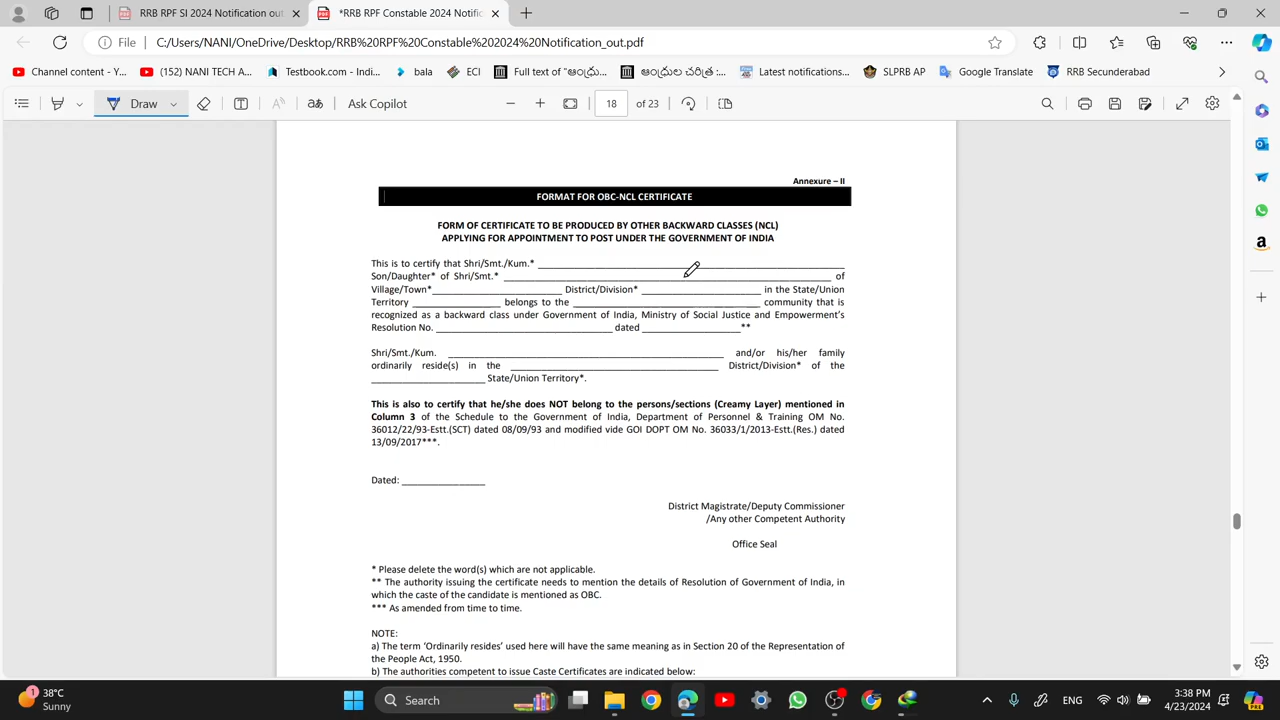 RRB RPF SI 2024 Notification out
*RRB RPF Constable 2024 Notific
File
C:/Users/NANI/OneDrive/Desktop/RRB%20RPF%20Constable%202024%20Notification_out.pdf
Channel content - Y...
(152) NANI TECH A...
Testbook.com - Indi...
bala
ECI
Full text of "ఆంధ్రు...
ఆంధ్రుల చరిత్ర :...
Latest notifications...
SLPRB AP
Google Translate
RRB Secunderabad
Draw
Ask Copilot
18 of 23
Annexure – II
FORMAT FOR OBC-NCL CERTIFICATE
FORM OF CERTIFICATE TO BE PRODUCED BY OTHER BACKWARD CLASSES (NCL)
APPLYING FOR APPOINTMENT TO POST UNDER THE GOVERNMENT OF INDIA
This is to certify that Shri/Smt./Kum.* ____________
Son/Daughter* of Shri/Smt.* ____________ of
Village/Town*____________ District/Division* ____________ in the State/Union
Territory ____________ belongs to the ____________ community that is
recognized as a backward class under Government of India, Ministry of Social Justice and Empowerment's
Resolution No. ____________ dated ____________**
Shri/Smt./Kum. ____________ and/or his/her family
ordinarily reside(s) in the ____________ District/Division* of the
____________ State/Union Territory*.
This is also to certify that he/she does NOT belong to the persons/sections (Creamy Layer) mentioned in
Column 3 of the Schedule to the Government of India, Department of Personnel & Training OM No.
36012/22/93-Estt.(SCT) dated 08/09/93 and modified vide GOI DOPT OM No. 36033/1/2013-Estt.(Res.) dated
13/09/2017***.
Dated: ____________
District Magistrate/Deputy Commissioner
/Any other Competent Authority
Office Seal
* Please delete the word(s) which are not applicable.
** The authority issuing the certificate needs to mention the details of Resolution of Government of India, in
which the caste of the candidate is mentioned as OBC.
*** As amended from time to time.
NOTE:
a) The term 'Ordinarily resides' used here will have the same meaning as in Section 20 of the Representation of
the People Act, 1950.
b) The authorities competent to issue Caste Certificates are indicated below:
1
38°C
Sunny
Search
ENG
3:38 PM
4/23/2024